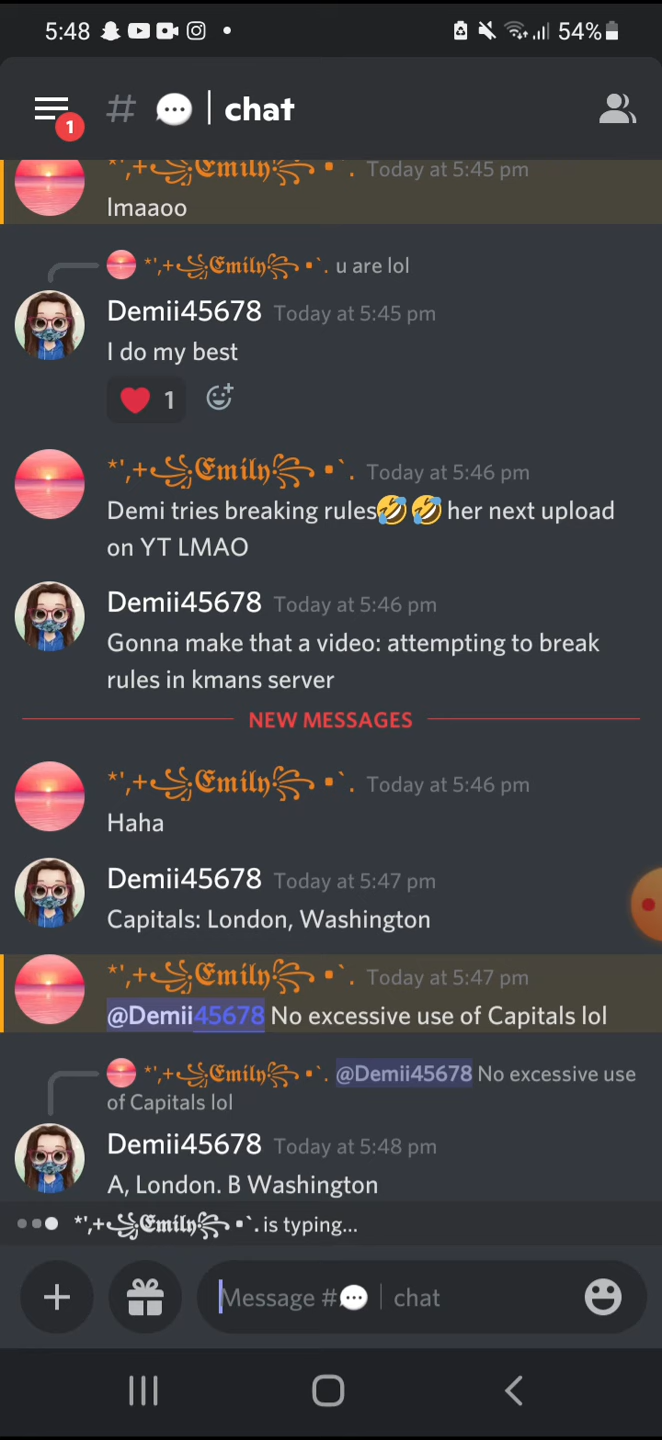 5:48
54%
1
# 💬 | chat
*',+꧁༺𝕰𝖒𝖎𝖑𝖞꧂▪︎`. Today at 5:45 pm
lmaaoo
*',+꧁༺𝕰𝖒𝖎𝖑𝖞꧂▪︎`. u are lol
Demii45678 Today at 5:45 pm
I do my best
❤️ 1
*',+꧁༺𝕰𝖒𝖎𝖑𝖞꧂▪︎`. Today at 5:46 pm
Demi tries breaking rules🤣🤣 her next upload
on YT LMAO
Demii45678 Today at 5:46 pm
Gonna make that a video: attempting to break
rules in kmans server
NEW MESSAGES
*',+꧁༺𝕰𝖒𝖎𝖑𝖞꧂▪︎`. Today at 5:46 pm
Haha
Demii45678 Today at 5:47 pm
Capitals: London, Washington
*',+꧁༺𝕰𝖒𝖎𝖑𝖞꧂▪︎`. Today at 5:47 pm
@Demii45678 No excessive use of Capitals lol
*',+꧁༺𝕰𝖒𝖎𝖑𝖞꧂▪︎`. @Demii45678 No excessive use
of Capitals lol
Demii45678 Today at 5:48 pm
A, London. B Washington
*',+꧁༺𝕰𝖒𝖎𝖑𝖞꧂▪︎`. is typing...
Message #💬 | chat